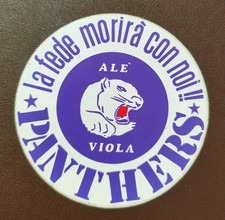 la fede morirà con noi!!
ALE'
VIOLA
PANTHERS